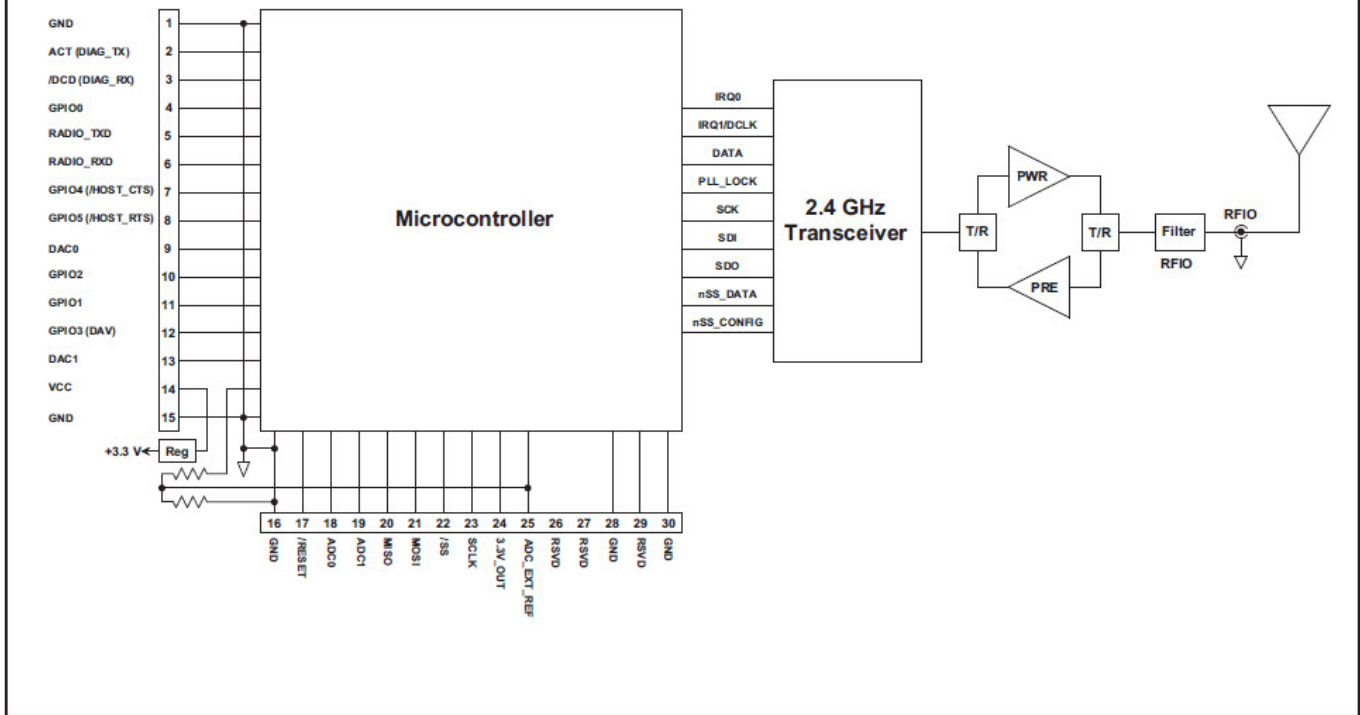 GND 1
ACT (DIAG_TX) 2
/DCD (DIAG_RX) 3
GPIO0 4
RADIO_TXD 5
RADIO_RXD 6
GPIO4 (/HOST_CTS) 7
GPIO5 (/HOST_RTS) 8
DAC0 9
GPIO2 10
GPIO1 11
GPIO3 (DAV) 12
DAC1 13
VCC 14
GND 15
+3.3 V
Reg
Microcontroller
IRQ0
IRQ1/DCLK
DATA
PLL_LOCK
SCK
SDI
SDO
nSS_DATA
nSS_CONFIG
2.4 GHz
Transceiver
T/R
PWR
PRE
T/R
Filter
RFIO
RFIO
16 17 18 19 20 21 22 23 24 25 26 27 28 29 30
GND
/RESET
ADC0
ADC1
MISO
MOSI
/SS
SCLK
3.3V_OUT
ADC_EXT_REF
RSVD
RSVD
GND
RSVD
GND